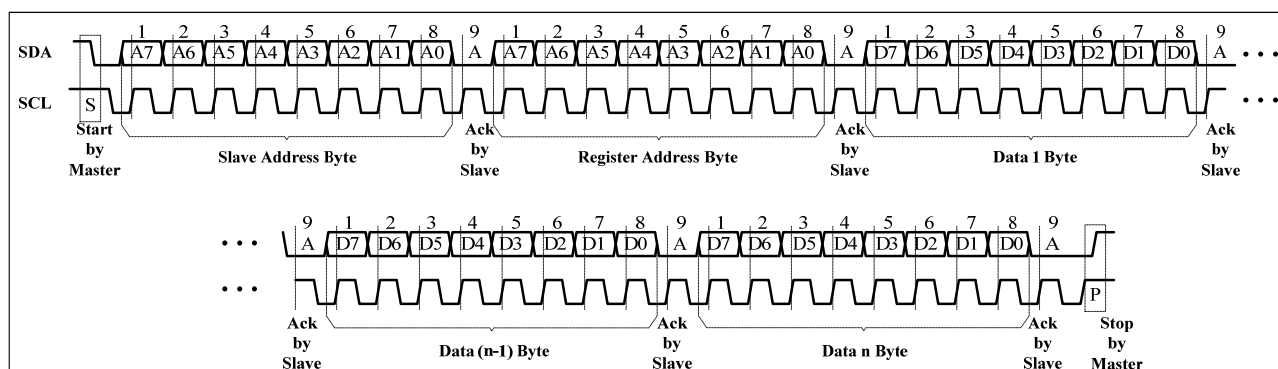 1 2 3 4 5 6 7 8 9 1 2 3 4 5 6 7 8 9 1 2 3 4 5 6 7 8 9
SDA A7 A6 A5 A4 A3 A2 A1 A0 A A7 A6 A5 A4 A3 A2 A1 A0 A D7 D6 D5 D4 D3 D2 D1 D0 A • • •
SCL S • • •
Start by Master
Slave Address Byte
Ack by Slave
Register Address Byte
Ack by Slave
Data 1 Byte
Ack by Slave
9 1 2 3 4 5 6 7 8 9 1 2 3 4 5 6 7 8 9
• • • A D7 D6 D5 D4 D3 D2 D1 D0 A D7 D6 D5 D4 D3 D2 D1 D0 A
• • • P
Ack by Slave
Data (n-1) Byte
Ack by Slave
Data n Byte
Ack by Slave
Stop by Master